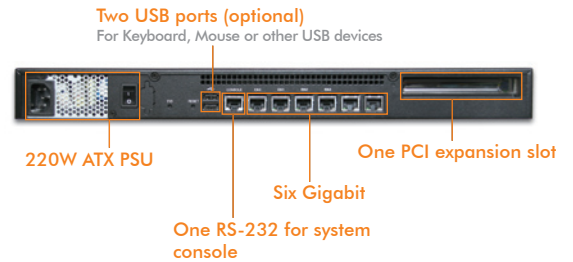 Two USB ports (optional)
For Keyboard, Mouse or other USB devices
CONSOLE
220W ATX PSU
One PCI expansion slot
Six Gigabit
One RS-232 for system
console